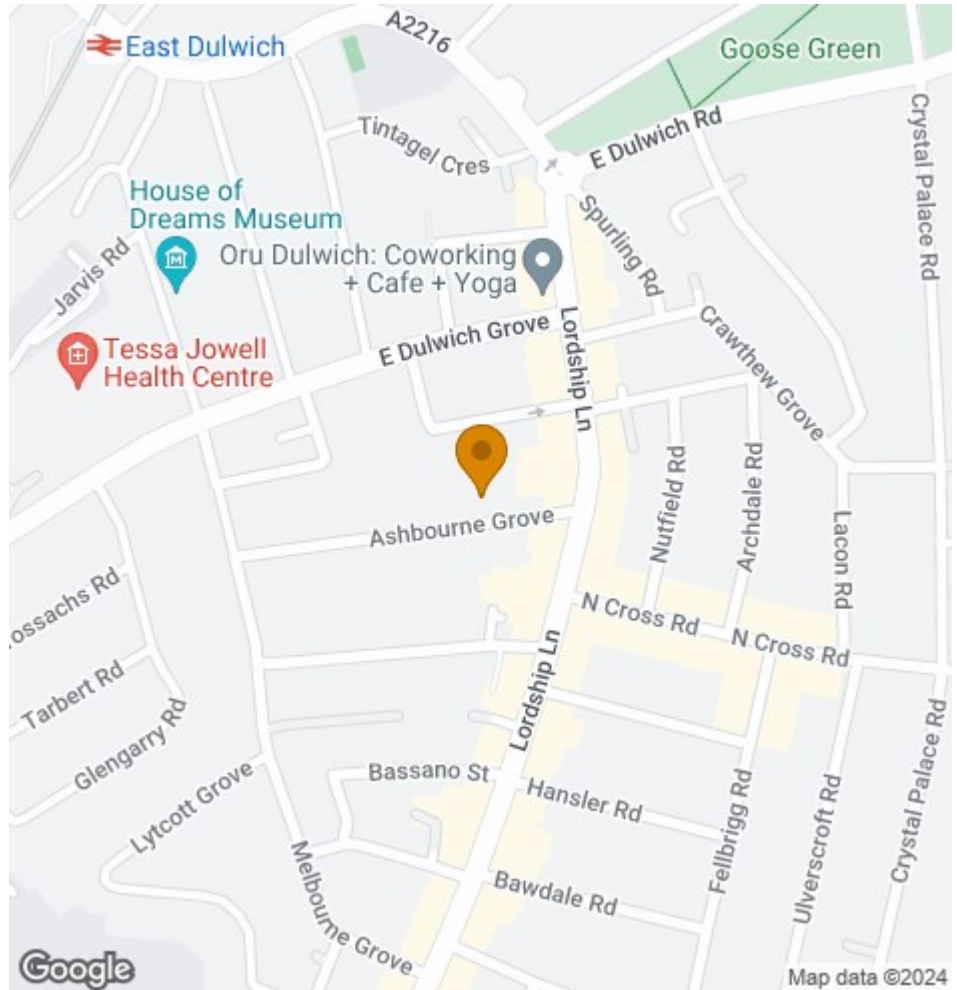 A2216
East Dulwich
Goose Green
Tintagel Cres
E Dulwich Rd
Crystal Palace Rd
House of
Dreams Museum
Spurling Rd
Jarvis Rd
Oru Dulwich: Coworking
+ Cafe + Yoga
Tessa Jowell
Health Centre
E Dulwich Grove
Lordship Ln
Crawthew Grove
Nutfield Rd
Archdale Rd
Lacon Rd
Ashbourne Grove
N Cross Rd
N Cross Rd
ossachs Rd
Tarbert Rd
Glengarry Rd
Lordship Ln
Lytcott Grove
Bassano St
Hansler Rd
Fellbrigg Rd
Ulverscroft Rd
Crystal Palace Rd
Melbourne Grove
Bawdale Rd
Google
Map data ©2024